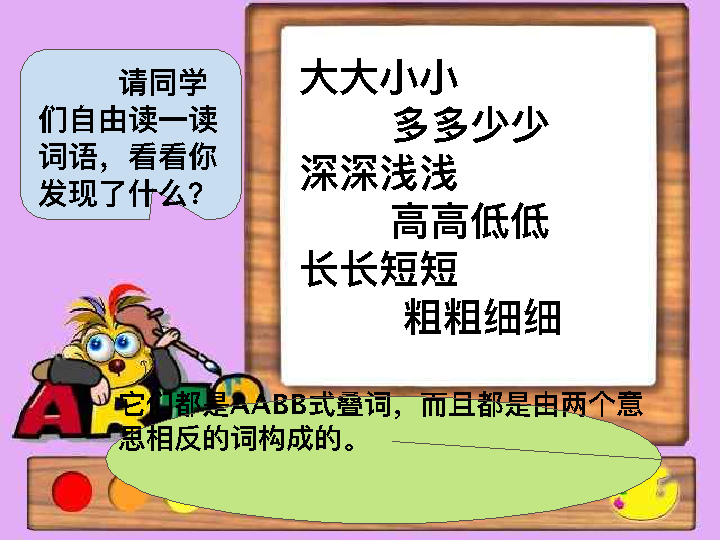 请同学
们自由读一读
词语，看看你
发现了什么？
大大小小
多多少少
深深浅浅
高高低低
长长短短
粗粗细细
它们都是AABB式叠词，而且都是由两个意
思相反的词构成的。